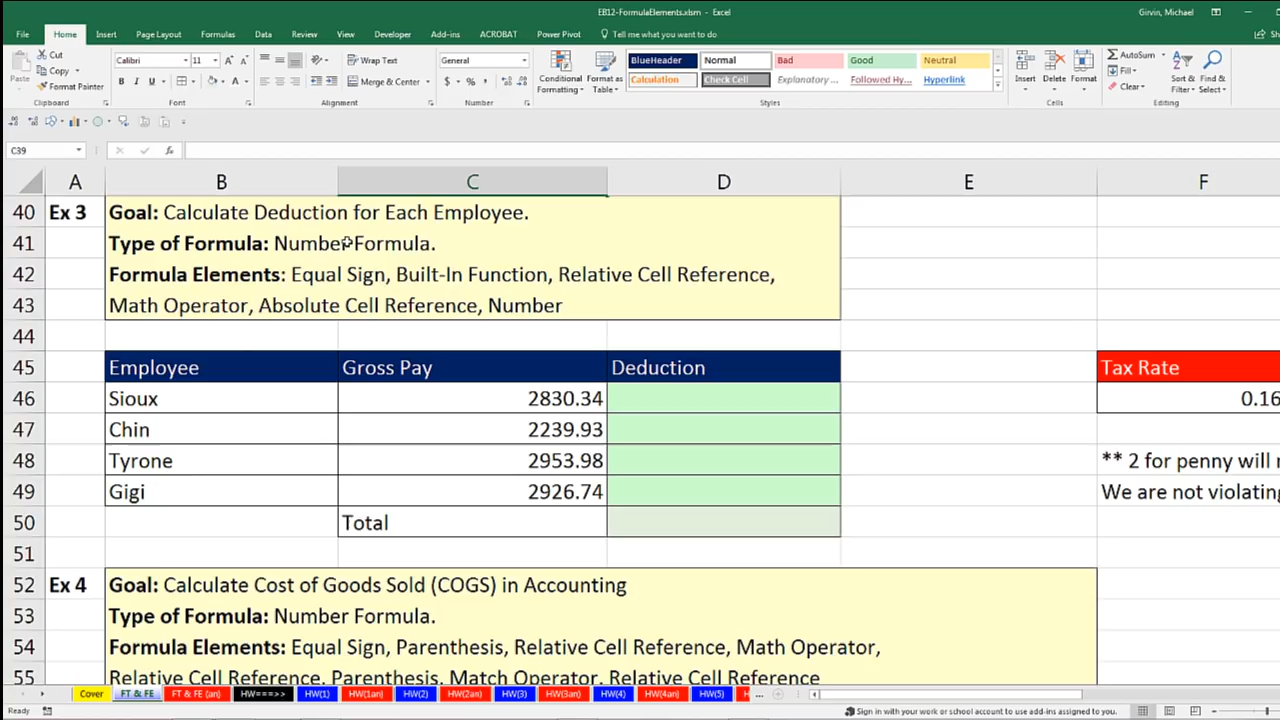 EB12-FormulaElements.xlsm - Excel
Girvin, Michael
File Home Insert Page Layout Formulas Data Review View Developer Add-ins ACROBAT Power Pivot Tell me what you want to do
Cut
Copy
Format Painter
Paste
Clipboard
Calibri 11
B I U
Font
Wrap Text
Merge & Center
Alignment
General
$ % ,
Number
Conditional Formatting
Format as Table
BlueHeader Normal Bad Good Neutral
Calculation Check Cell Explanatory ... Followed Hy... Hyperlink
Styles
Insert Delete Format
Cells
AutoSum
Fill
Clear
Sort & Filter
Find & Select
Editing
C39
fx
A B C D E F
40 Ex 3 Goal: Calculate Deduction for Each Employee.
41 Type of Formula: Number Formula.
42 Formula Elements: Equal Sign, Built-In Function, Relative Cell Reference,
43 Math Operator, Absolute Cell Reference, Number
44
45 Employee Gross Pay Deduction Tax Rate
46 Sioux 2830.34 0.16
47 Chin 2239.93
48 Tyrone 2953.98 ** 2 for penny will
49 Gigi 2926.74 We are not violating
50 Total
51
52 Ex 4 Goal: Calculate Cost of Goods Sold (COGS) in Accounting
53 Type of Formula: Number Formula.
54 Formula Elements: Equal Sign, Parenthesis, Relative Cell Reference, Math Operator,
55 Relative Cell Reference, Parenthesis, Match Operator, Relative Cell Reference
Cover FT & FE FT & FE (an) HW===>> HW(1) HW(1an) HW(2) HW(2an) HW(3) HW(3an) HW(4) HW(4an) HW(5) ...
Ready
Sign in with your work or school account to use add-ins assigned to you.